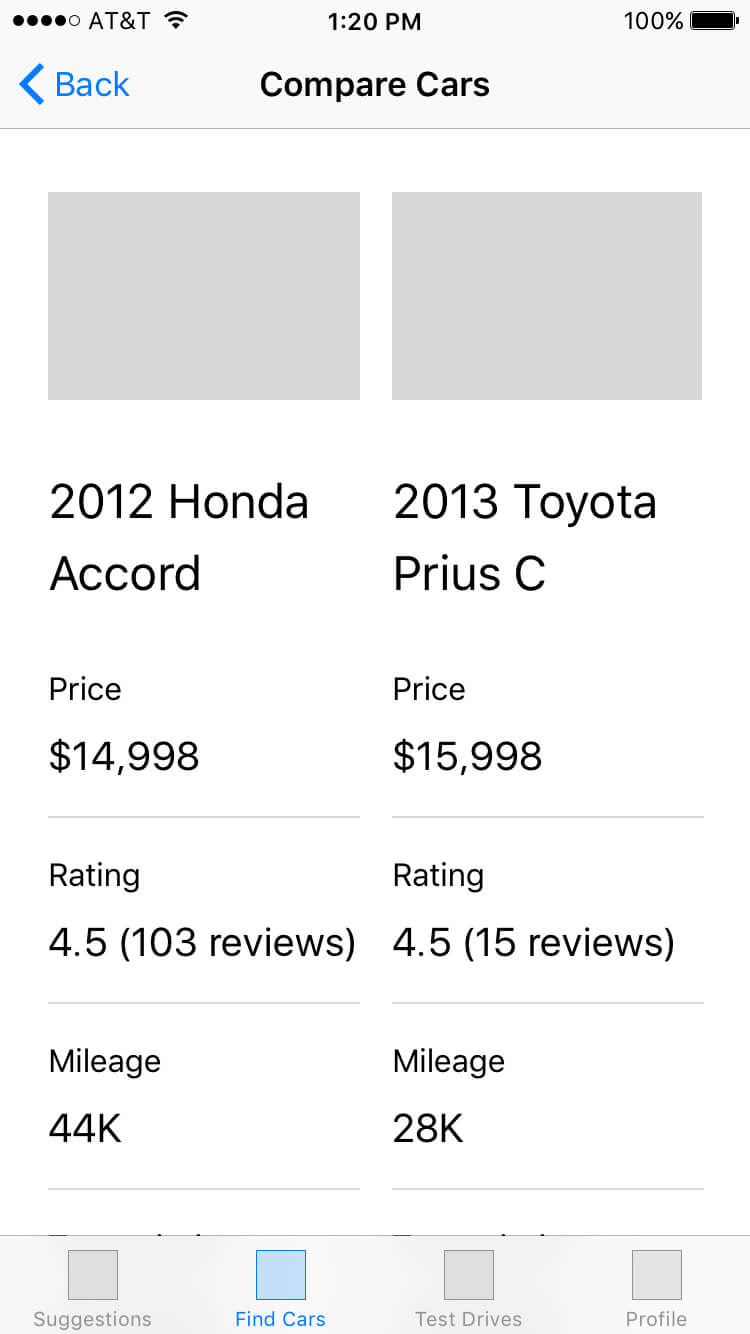 AT&T 1:20 PM 100%
Back Compare Cars
2012 Honda
Accord
2013 Toyota
Prius C
Price Price
$14,998 $15,998
Rating Rating
4.5 (103 reviews) 4.5 (15 reviews)
Mileage Mileage
44K 28K
Suggestions Find Cars Test Drives Profile